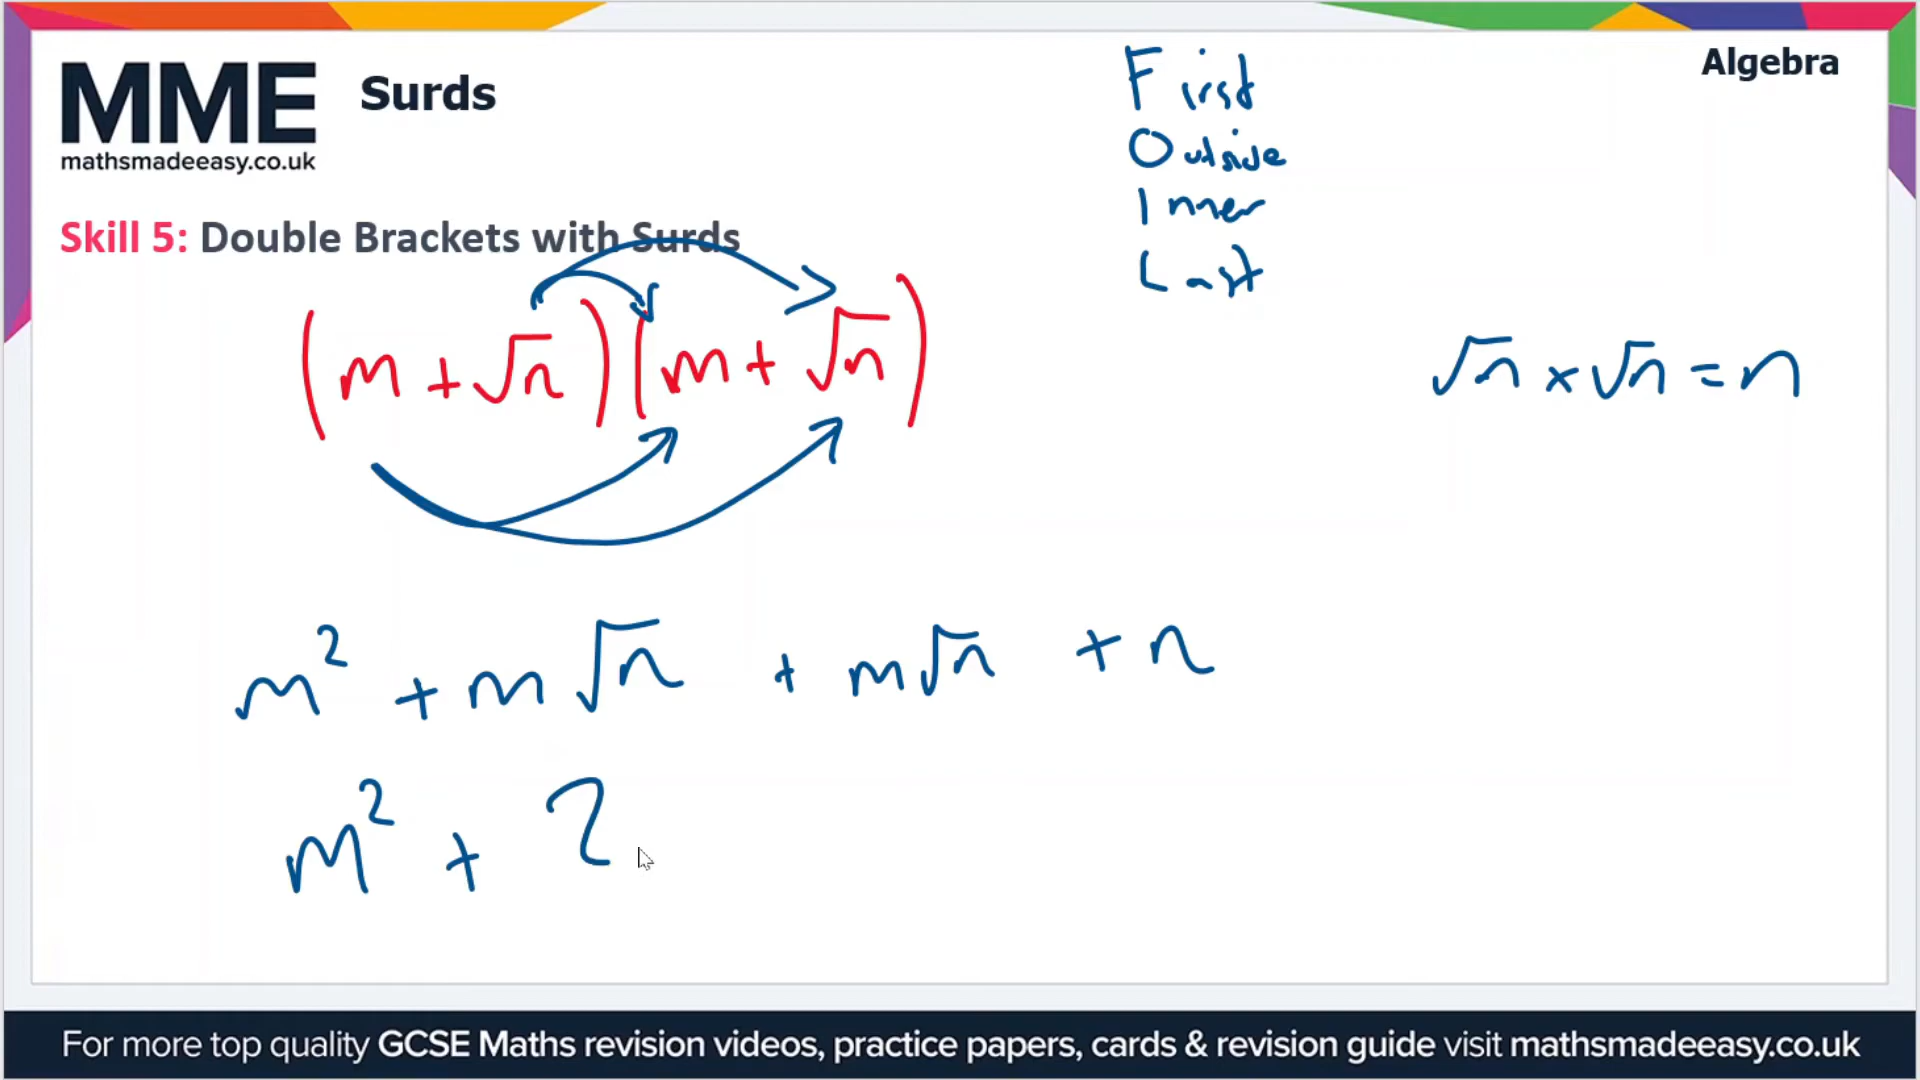 MME
mathsmadeeasy.co.uk
Surds
Algebra
First
Outside
Inner
Last
Skill 5: Double Brackets with Surds
(m + √n)(m + √n)
√n × √n = n
m² + m√n + m√n + n
m² + 2
For more top quality GCSE Maths revision videos, practice papers, cards & revision guide visit mathsmadeeasy.co.uk